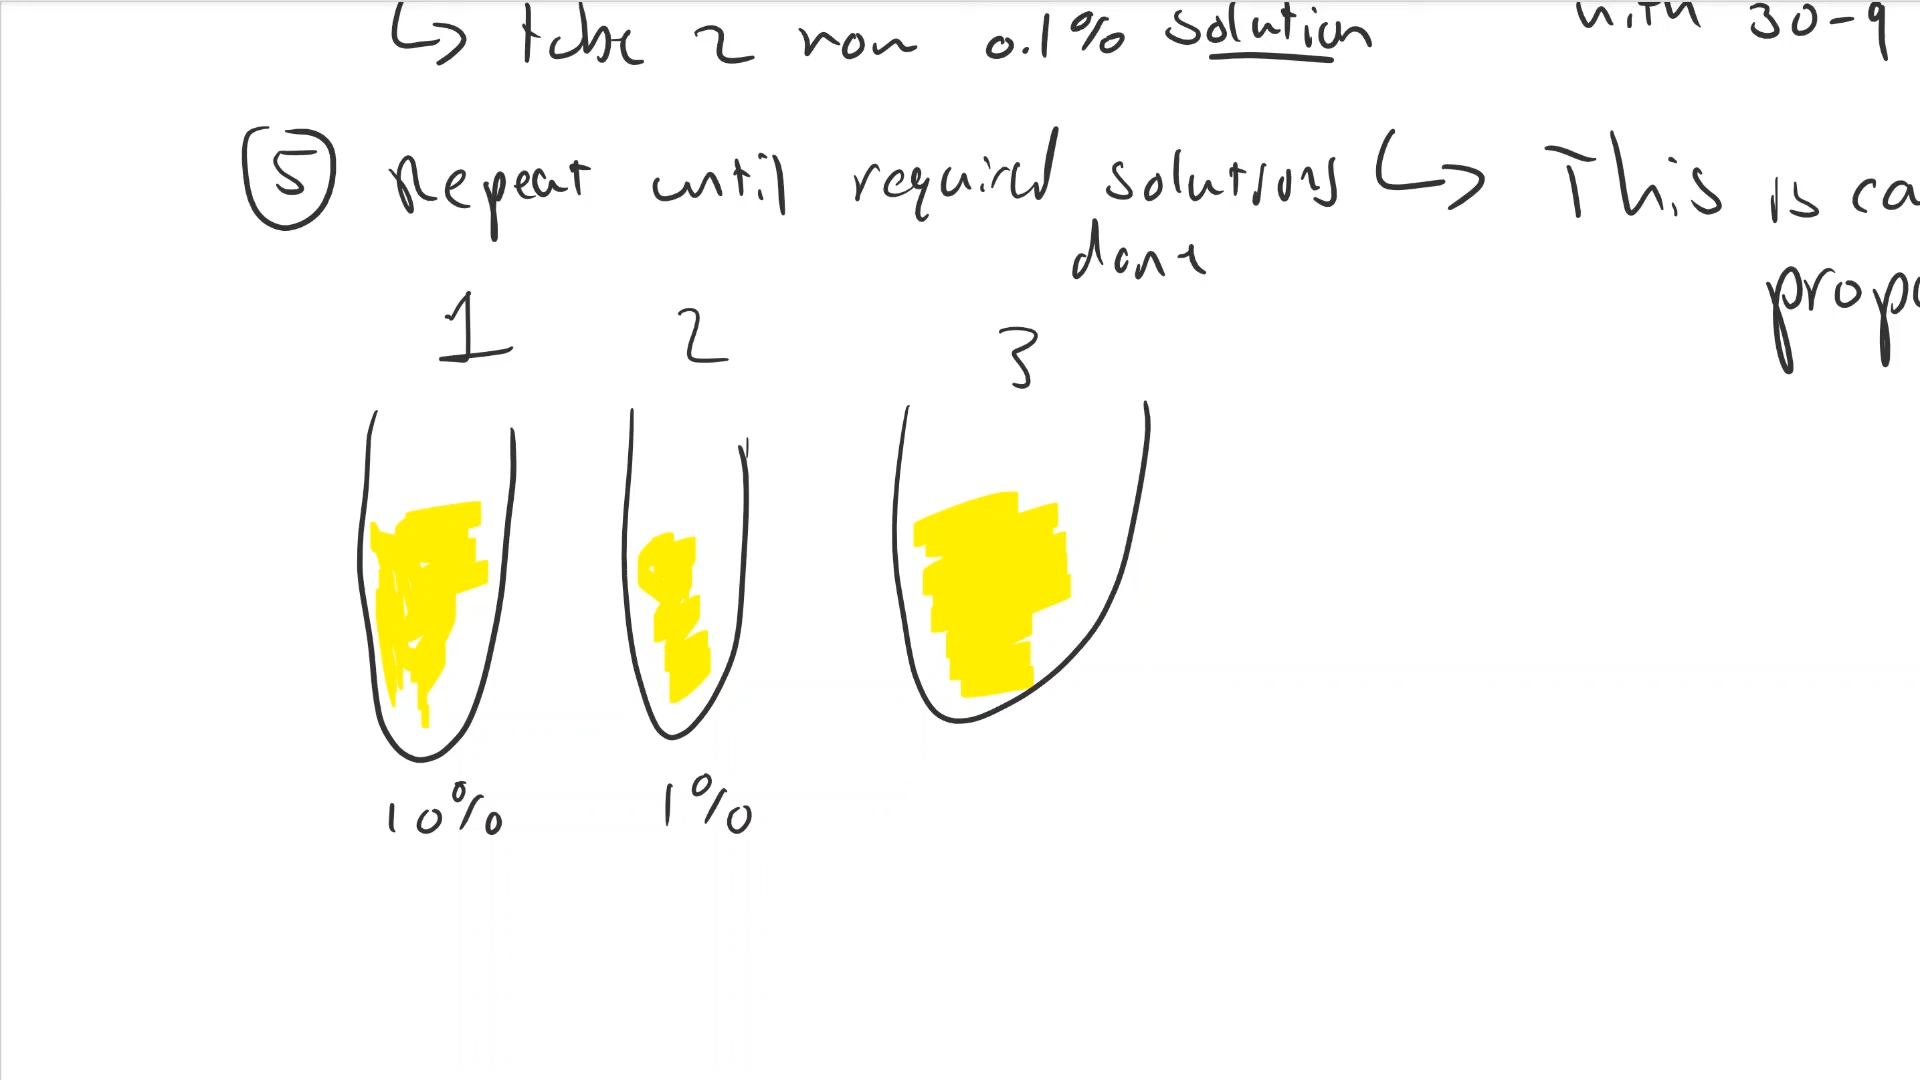 ↳ tube 2 now 0.1% solution
with 30-9
⑤ Repeat until required solutions done
↳ This is ca
propo
1 2 3
10% 1%